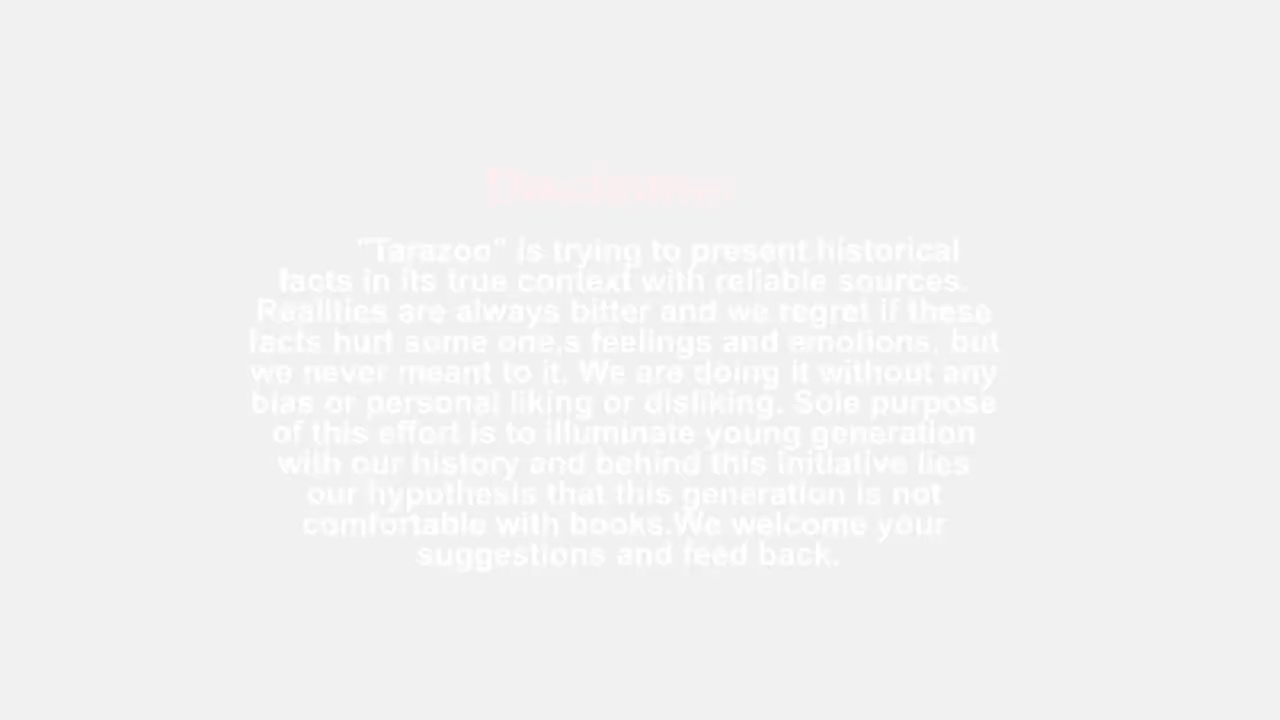 Disclaimer
"Tarazoo" is trying to present historical
facts in its true context with reliable sources.
Realities are always bitter and we regret if these
facts hurt some one,s feelings and emotions, but
we never meant to it. We are doing it without any
bias or personal liking or disliking. Sole purpose
of this effort is to illuminate young generation
with our history and behind this initiative lies
our hypothesis that this generation is not
comfortable with books.We welcome your
suggestions and feed back.